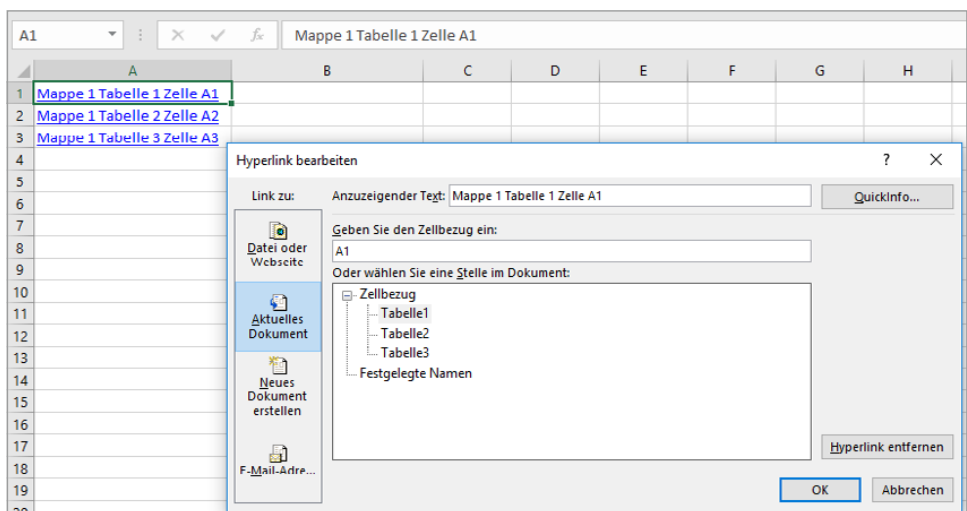 A1 fx Mappe 1 Tabelle 1 Zelle A1
A B C D E F G H
1 Mappe 1 Tabelle 1 Zelle A1
2 Mappe 1 Tabelle 2 Zelle A2
3 Mappe 1 Tabelle 3 Zelle A3
4
5
6
7
8
9
10
11
12
13
14
15
16
17
18
19
20
Hyperlink bearbeiten ? X
Link zu: Anzuzeigender Text: Mappe 1 Tabelle 1 Zelle A1 QuickInfo...
Datei oder
Webseite
Geben Sie den Zellbezug ein:
A1
Oder wählen Sie eine Stelle im Dokument:
Aktuelles
Dokument
Zellbezug
Tabelle1
Tabelle2
Tabelle3
Festgelegte Namen
Neues
Dokument
erstellen
E-Mail-Adre...
Hyperlink entfernen
OK Abbrechen